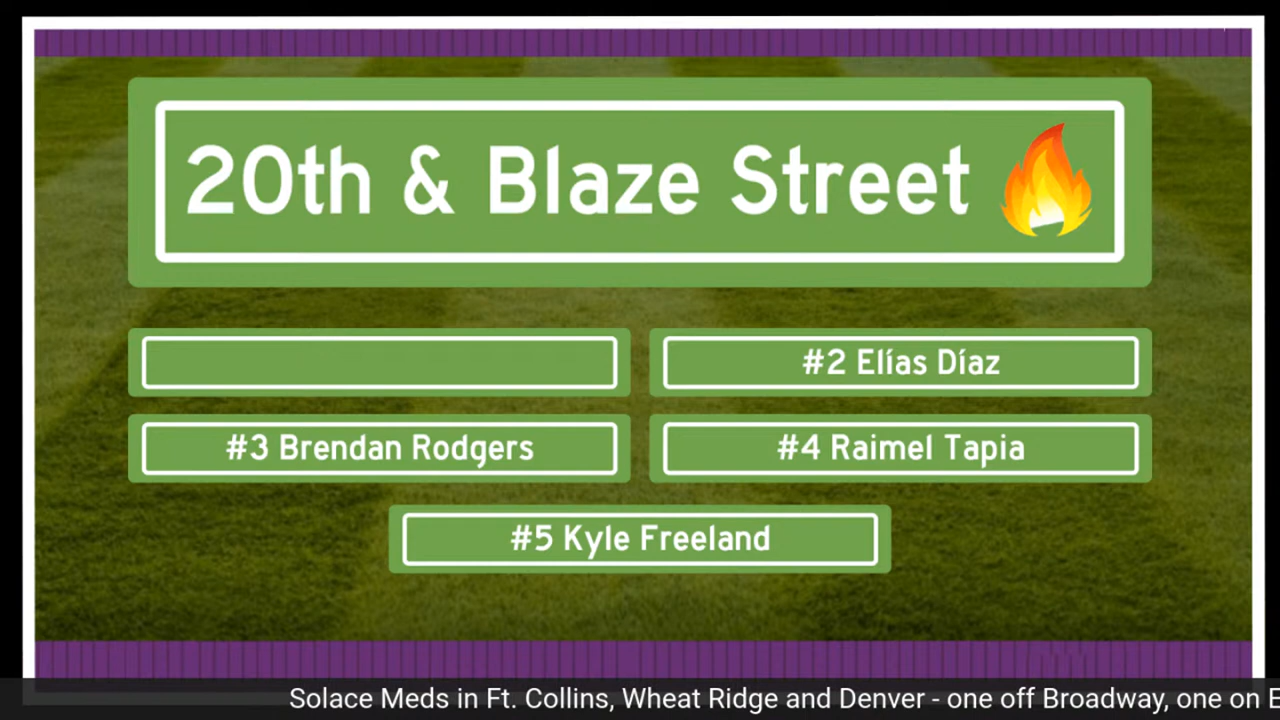 20th & Blaze Street 🔥
#2 Elías Díaz
#3 Brendan Rodgers
#4 Raimel Tapia
#5 Kyle Freeland
Solace Meds in Ft. Collins, Wheat Ridge and Denver - one off Broadway, one on E